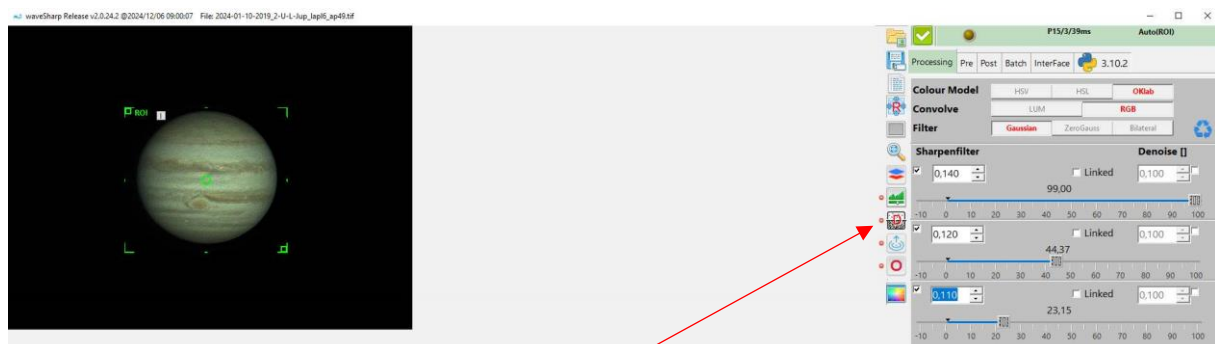 waveSharp Release v2.0.24.2 @2024/12/06 09:00:07 File: 2024-01-10-2019_2-U-L-Jup_lapl6_ap49.tif
P15/3/39ms Auto(ROI)
Processing Pre Post Batch InterFace 3.10.2
Colour Model HSV HSL OKlab
Convolve LUM RGB
Filter Gaussian ZeroGauss Bilateral
Sharpenfilter Denoise []
0,140 Linked 0,100
99,00
-10 0 10 20 30 40 50 60 70 80 90 100
0,120 Linked 0,100
44,37
-10 0 10 20 30 40 50 60 70 80 90 100
0,110 Linked 0,100
23,15
-10 0 10 20 30 40 50 60 70 80 90 100
ROI
1
R
D